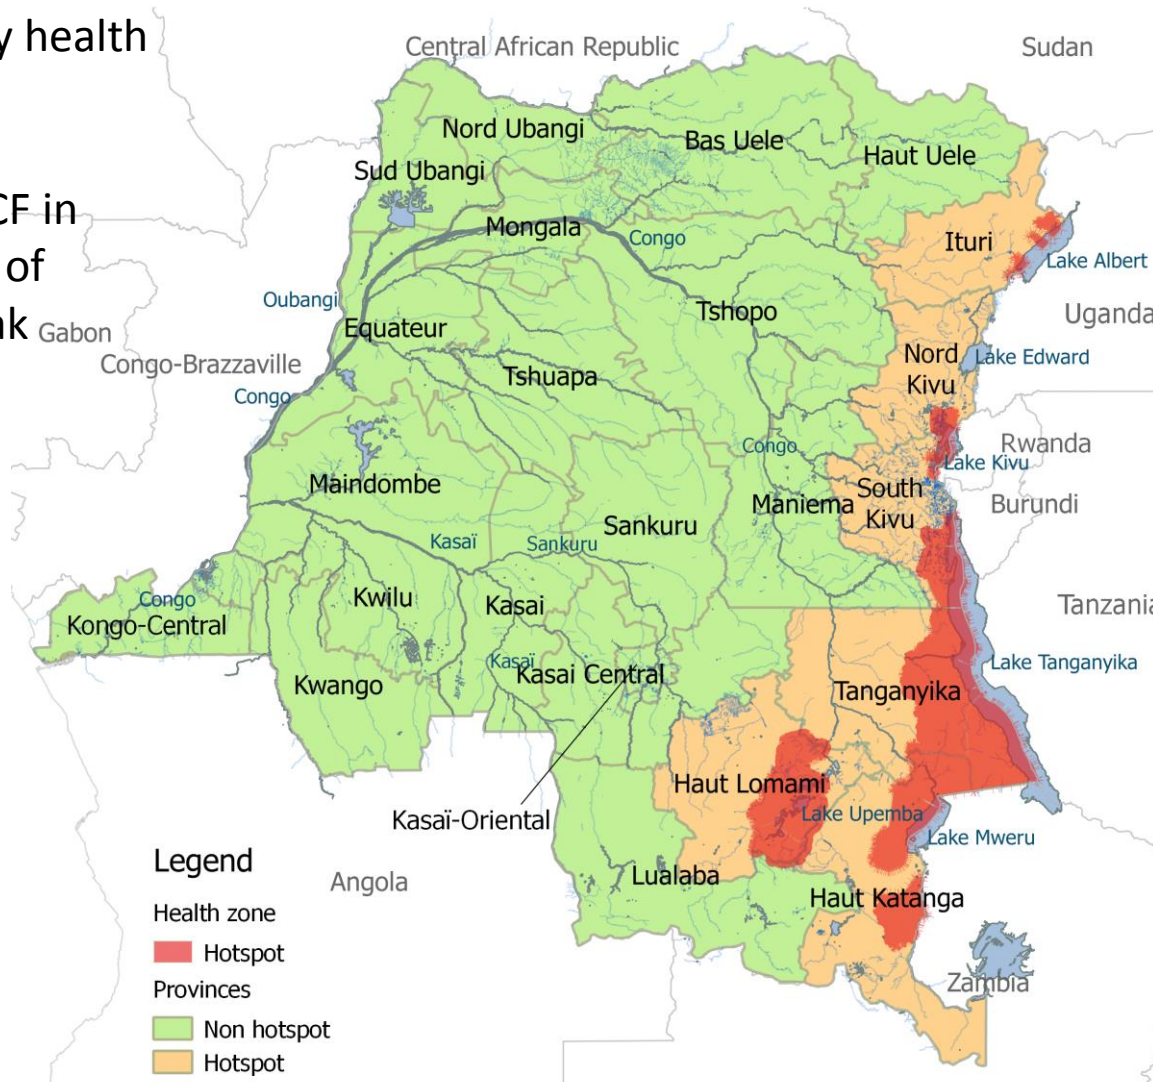 y health
CF in
of
nk
Central African Republic
Sudan
Nord Ubangi
Bas Uele
Haut Uele
Sud Ubangi
Mongala
Congo
Ituri
Lake Albert
Oubangi
Equateur
Tshopo
Uganda
Gabon
Congo-Brazzaville
Tshuapa
Nord
Kivu
Lake Edward
Congo
Congo
Rwanda
Lake Kivu
Maindombe
Maniema
South
Kivu
Burundi
Sankuru
Kasaï
Sankuru
Kwilu
Kasai
Congo
Kongo-Central
Tanzania
Kasaï
Kasai Central
Lake Tanganyika
Kwango
Tanganyika
Haut Lomami
Lake Upemba
Kasaï-Oriental
Lake Mweru
Legend
Angola
Lualaba
Haut Katanga
Health zone
Hotspot
Provinces
Zambia
Non hotspot
Hotspot